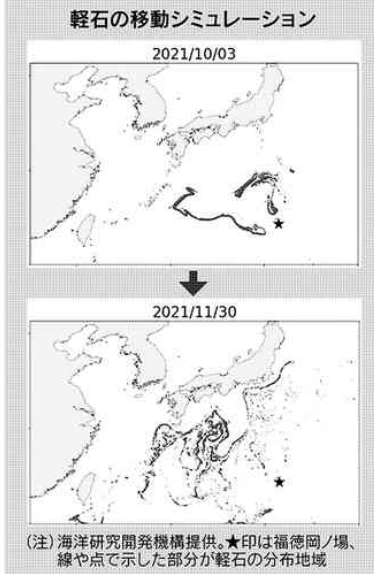 軽石の移動シミュレーション
2021/10/03
2021/11/30
(注)海洋研究開発機構提供。★印は福徳岡ノ場、
線や点で示した部分が軽石の分布地域